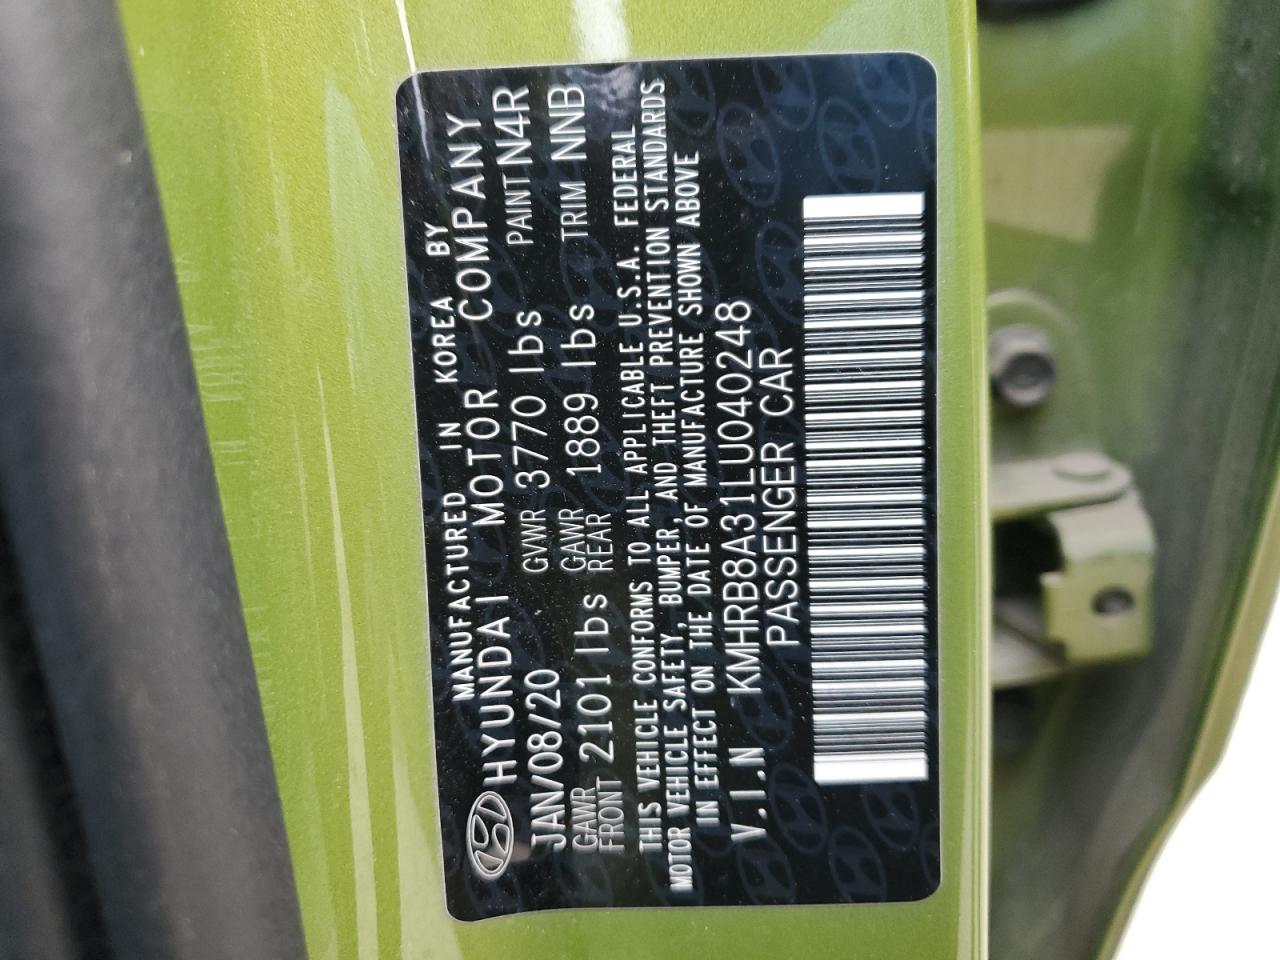 MANUFACTURED IN KOREA BY
HYUNDAI MOTOR COMPANY
JAN/08/20 GVWR 3770 lbs PAINT N4R
GAWR FRONT 2101 lbs GAWR REAR 1889 lbs TRIM NNB
THIS VEHICLE CONFORMS TO ALL APPLICABLE U.S.A. FEDERAL
MOTOR VEHICLE SAFETY, BUMPER, AND THEFT PREVENTION STANDARDS
IN EFFECT ON THE DATE OF MANUFACTURE SHOWN ABOVE
V.I.N KMHRB8A31LU040248
PASSENGER CAR